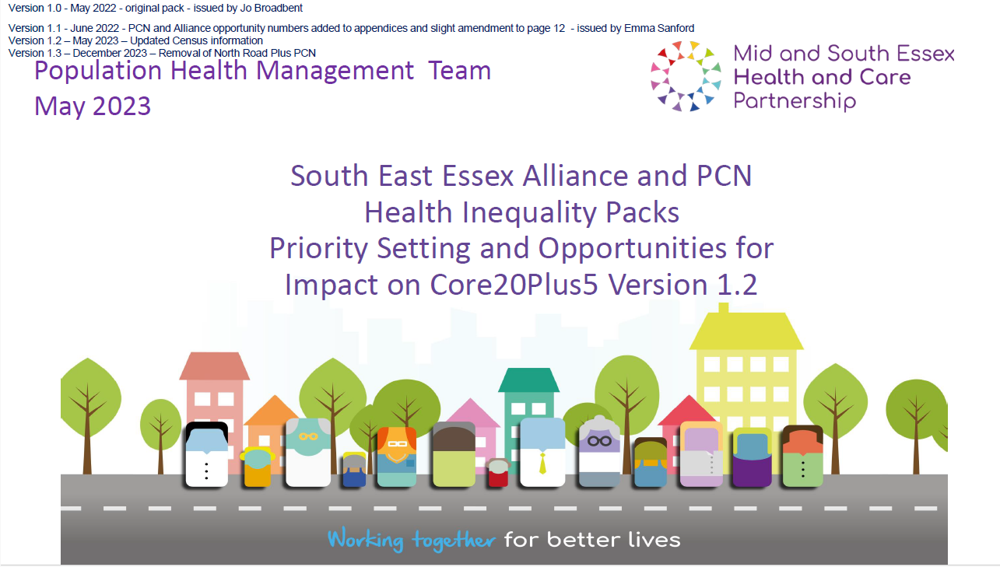 Version 1.0 - May 2022 - original pack - issued by Jo Broadbent
Version 1.1 - June 2022 - PCN and Alliance opportunity numbers added to appendices and slight amendment to page 12 - issued by Emma Sanford
Version 1.2 – May 2023 – Updated Census information
Version 1.3 – December 2023 – Removal of North Road Plus PCN
Population Health Management Team
May 2023
Mid and South Essex
Health and Care
Partnership
South East Essex Alliance and PCN
Health Inequality Packs
Priority Setting and Opportunities for
Impact on Core20Plus5 Version 1.2
Working together for better lives